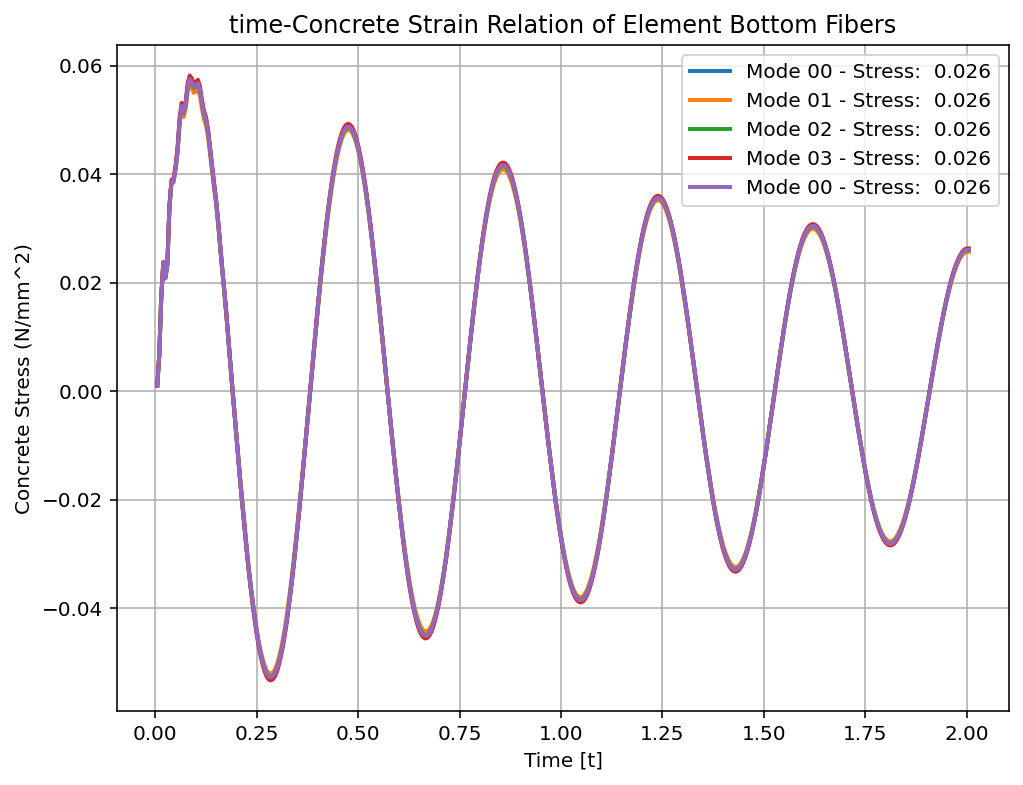 time-Concrete Strain Relation of Element Bottom Fibers
Mode 00 - Stress:  0.026
Mode 01 - Stress:  0.026
Mode 02 - Stress:  0.026
Mode 03 - Stress:  0.026
Mode 00 - Stress:  0.026
Concrete Stress (N/mm^2)
0.06
0.04
0.02
0.00
−0.02
−0.04
0.00 0.25 0.50 0.75 1.00 1.25 1.50 1.75 2.00
Time [t]